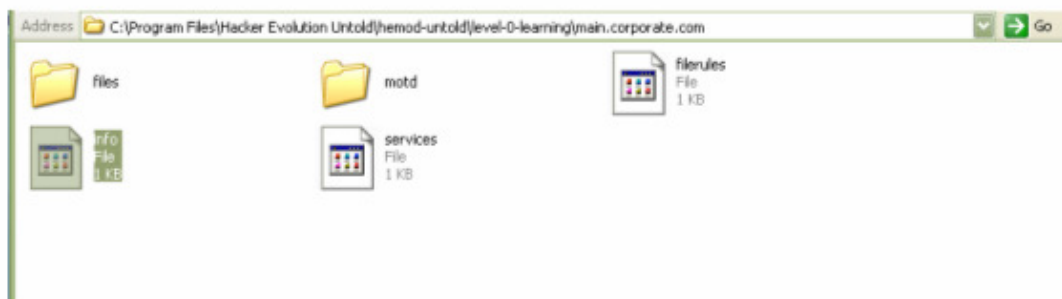 Address C:\Program Files\Hacker Evolution Untold\hemod-untold\level-0-learning\main.corporate.com Go
files
motd
filerules
File
1 KB
info
File
1 KB
services
File
1 KB